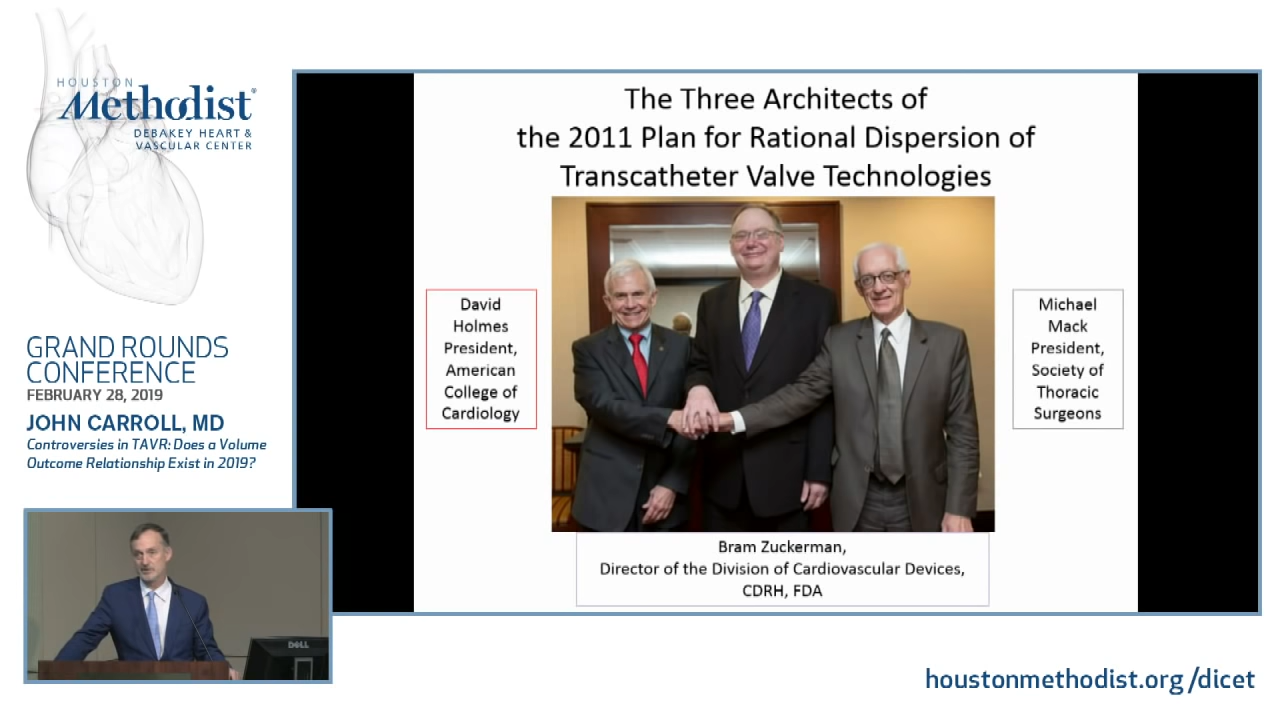 HOUSTON
Methodist®
DEBAKEY HEART &
VASCULAR CENTER
GRAND ROUNDS
CONFERENCE
FEBRUARY 28, 2019
JOHN CARROLL, MD
Controversies in TAVR: Does a Volume
Outcome Relationship Exist in 2019?
The Three Architects of
the 2011 Plan for Rational Dispersion of
Transcatheter Valve Technologies
David
Holmes
President,
American
College of
Cardiology
Michael
Mack
President,
Society of
Thoracic
Surgeons
Bram Zuckerman,
Director of the Division of Cardiovascular Devices,
CDRH, FDA
DELL
houstonmethodist.org/dicet